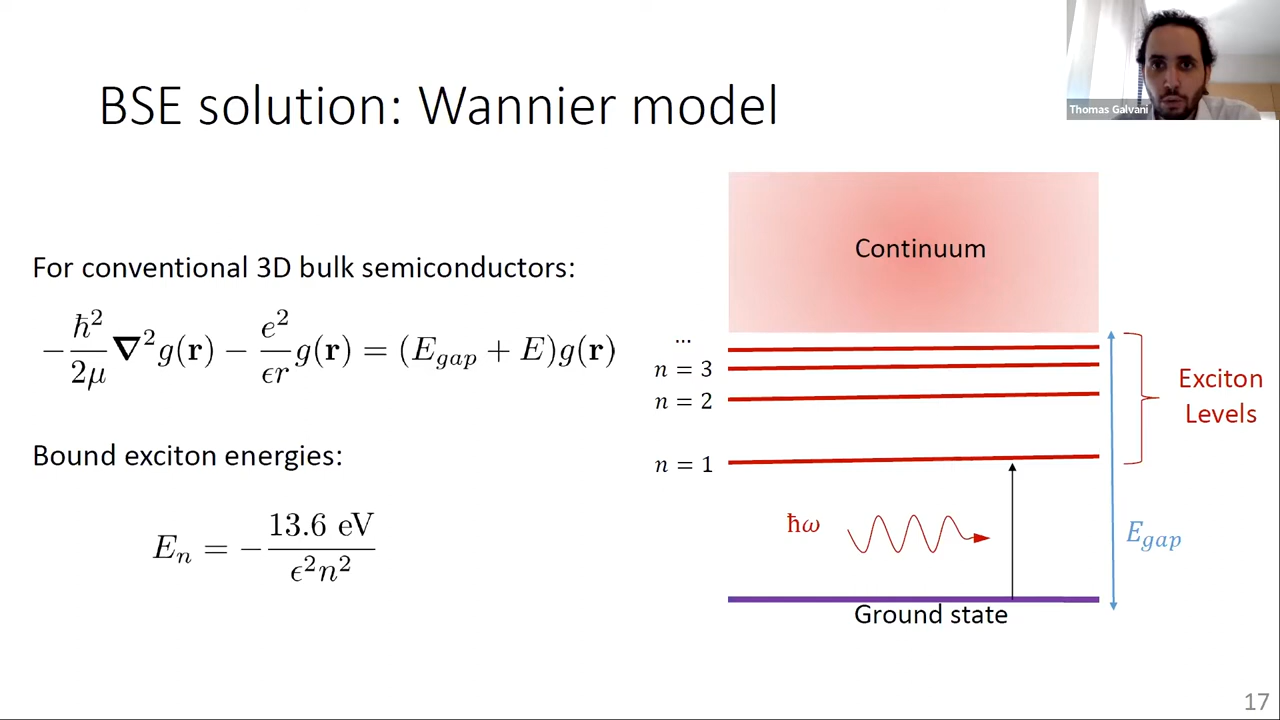 Thomas Galvani
BSE solution: Wannier model
For conventional 3D bulk semiconductors:
−ħ²/2μ ∇²g(r) − e²/ϵr g(r) = (E_gap + E)g(r)
Bound exciton energies:
E_n = −13.6 eV/ϵ²n²
Continuum
...
n = 3
n = 2
n = 1
Exciton
Levels
ħω
E_gap
Ground state
17